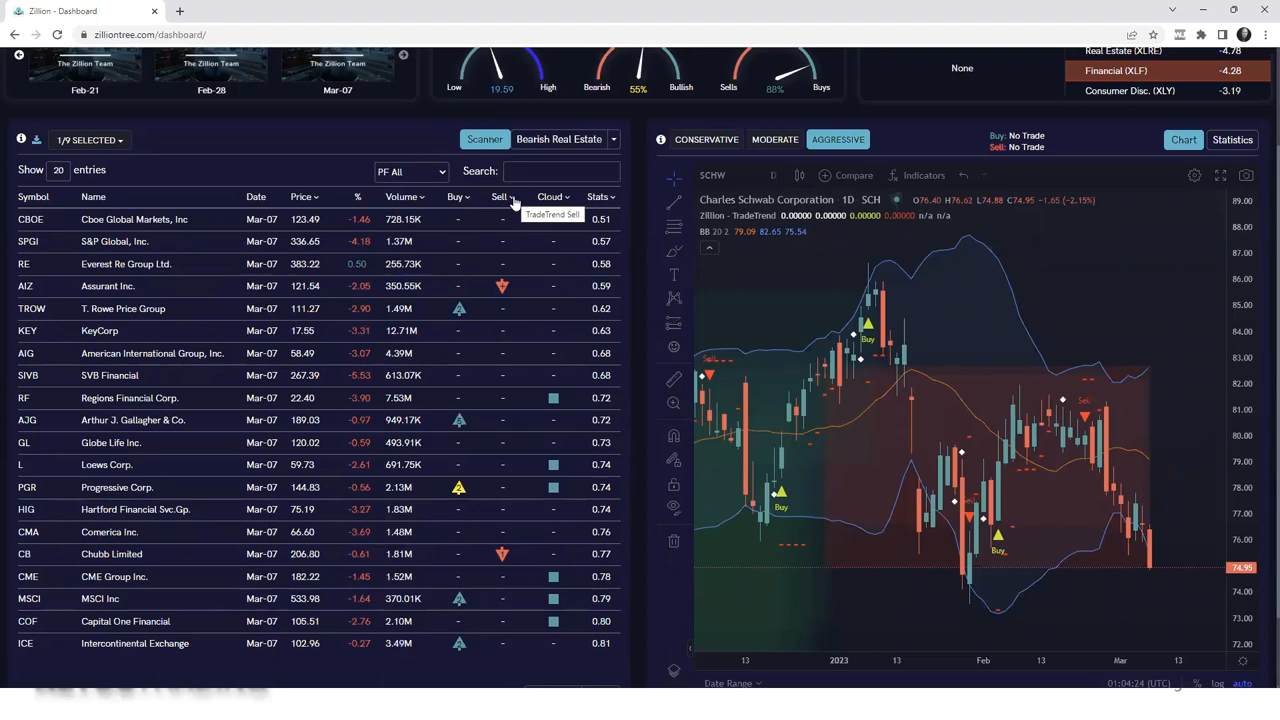 Zillion - Dashboard
zilliontree.com/dashboard/
The Zillion Team
The Zillion Team
The Zillion Team
Feb-21
Feb-28
Mar-07
Low 19.59 High
Bearish 55% Bullish
Sells 88% Buys
None
Real Estate (XLRE) -4.78
Financial (XLF) -4.28
Consumer Disc. (XLY) -3.19
1/9 SELECTED
Scanner
Bearish Real Estate
Show 20 entries
PF All
Search:
Symbol Name Date Price % Volume Buy Sell Cloud Stats
TradeTrend Sell
CBOE Cboe Global Markets, Inc Mar-07 123.49 -1.46 728.15K - - - 0.51
SPGI S&P Global, Inc. Mar-07 336.65 -4.18 1.37M - - - 0.57
RE Everest Re Group Ltd. Mar-07 383.22 0.50 255.73K - - - 0.58
AIZ Assurant Inc. Mar-07 121.54 -2.05 350.55K - - 0.59
TROW T. Rowe Price Group Mar-07 111.27 -2.90 1.49M 2 - - 0.62
KEY KeyCorp Mar-07 17.55 -3.31 12.71M - - - 0.63
AIG American International Group, Inc. Mar-07 58.49 -3.07 4.39M - - - 0.68
SIVB SVB Financial Mar-07 267.39 -5.53 613.07K - - - 0.68
RF Regions Financial Corp. Mar-07 22.40 -3.90 7.53M - - 0.72
AJG Arthur J. Gallagher & Co. Mar-07 189.03 -0.97 949.17K - - 0.72
GL Globe Life Inc. Mar-07 120.02 -0.59 493.91K - - - 0.73
L Loews Corp. Mar-07 59.73 -2.61 691.75K - - 0.74
PGR Progressive Corp. Mar-07 144.83 -0.56 2.13M 2 - 0.74
HIG Hartford Financial Svc.Gp. Mar-07 75.19 -3.27 1.83M - - - 0.74
CMA Comerica Inc. Mar-07 66.60 -3.69 1.48M - - - 0.76
CB Chubb Limited Mar-07 206.80 -0.61 1.81M - 1 - 0.77
CME CME Group Inc. Mar-07 182.22 -1.45 1.52M - - 0.78
MSCI MSCI Inc Mar-07 533.98 -1.64 370.01K 2 - 0.79
COF Capital One Financial Mar-07 105.51 -2.76 2.10M - - 0.80
ICE Intercontinental Exchange Mar-07 102.96 -0.27 3.49M 2 - - 0.81
CONSERVATIVE MODERATE AGGRESSIVE
Buy: No Trade
Sell: No Trade
Chart Statistics
SCHW D Compare Indicators
Charles Schwab Corporation · 1D · SCH O76.40 H76.62 L74.88 C74.95 -1.65 (-2.15%)
Zillion - TradeTrend 0.00000 0.00000 0.00000 0.00000 n/a n/a
BB 20 2 79.09 82.65 75.54
Sell
Buy
Buy
Sell
Buy
Sell
89.00
88.00
87.00
86.00
85.00
84.00
83.00
82.00
81.00
80.00
79.00
78.00
77.00
76.00
74.95
74.00
73.00
72.00
13 2023 13 Feb 13 Mar 13
Date Range
01:04:24 (UTC) % log auto